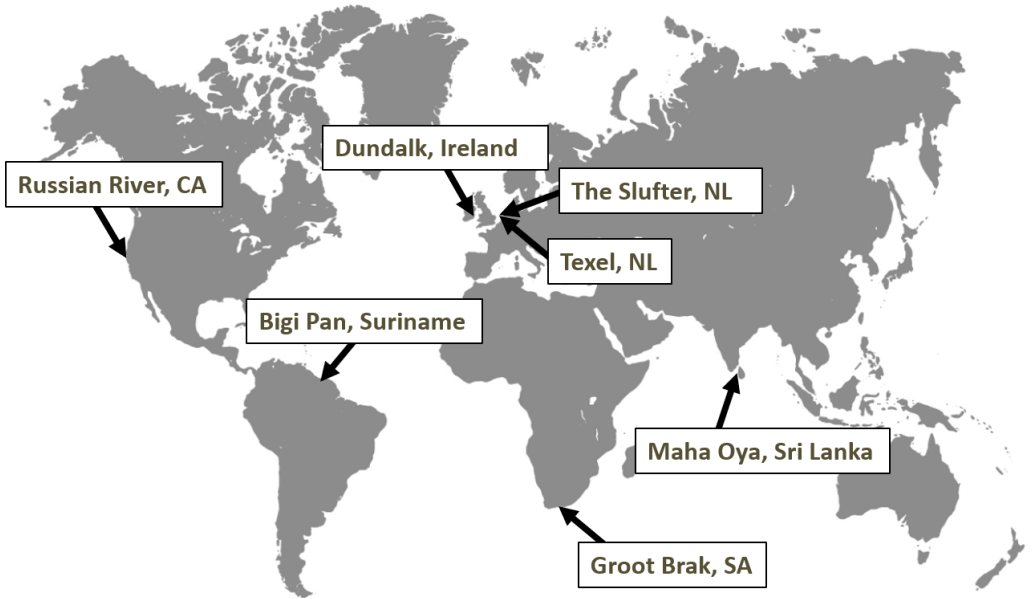 Dundalk, Ireland
Russian River, CA
The Slufter, NL
Texel, NL
Bigi Pan, Suriname
Maha Oya, Sri Lanka
Groot Brak, SA